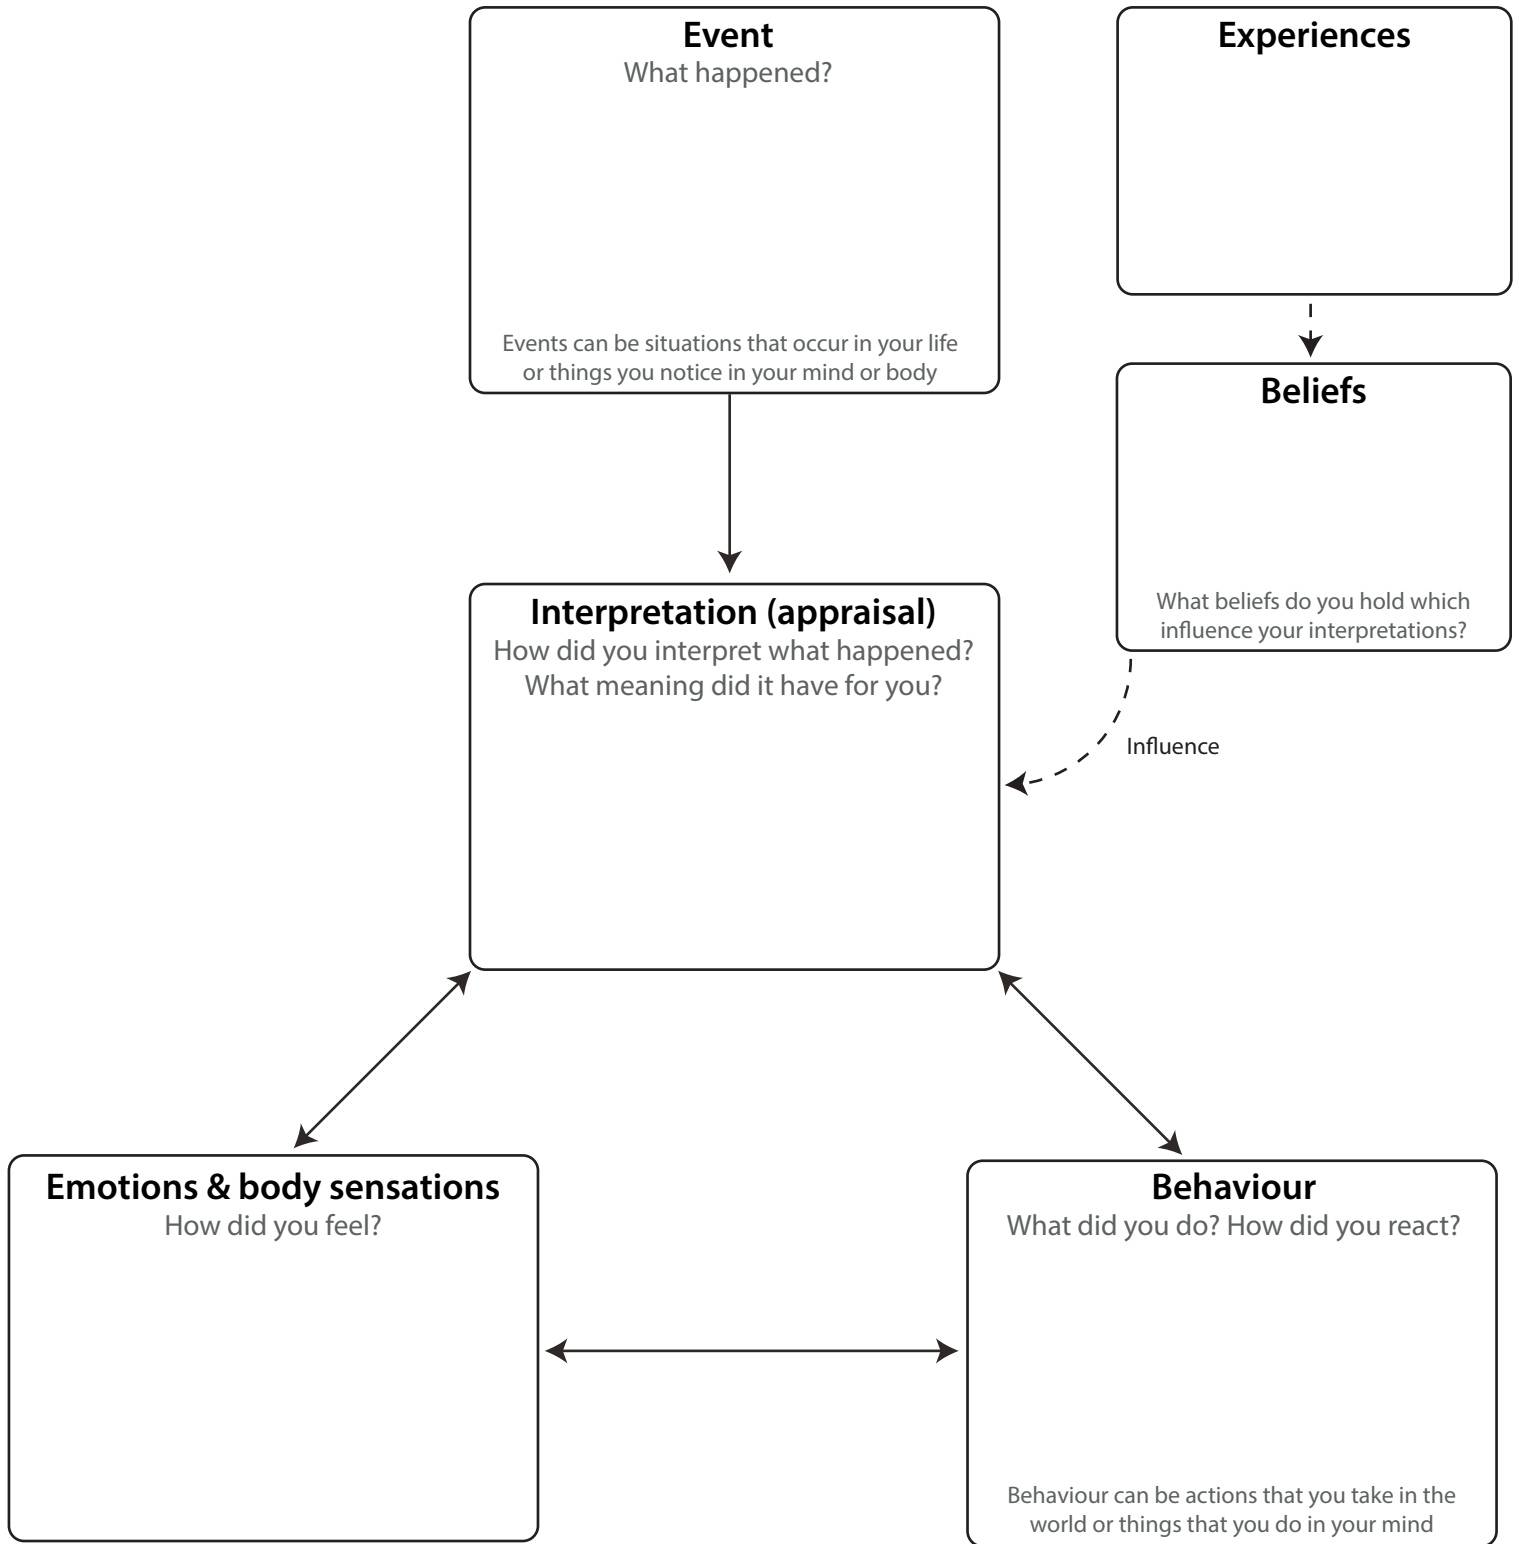 Event
What happened?
Events can be situations that occur in your life
or things you notice in your mind or body
Experiences
Beliefs
What beliefs do you hold which
influence your interpretations?
Influence
Interpretation (appraisal)
How did you interpret what happened?
What meaning did it have for you?
Emotions & body sensations
How did you feel?
Behaviour
What did you do? How did you react?
Behaviour can be actions that you take in the
world or things that you do in your mind